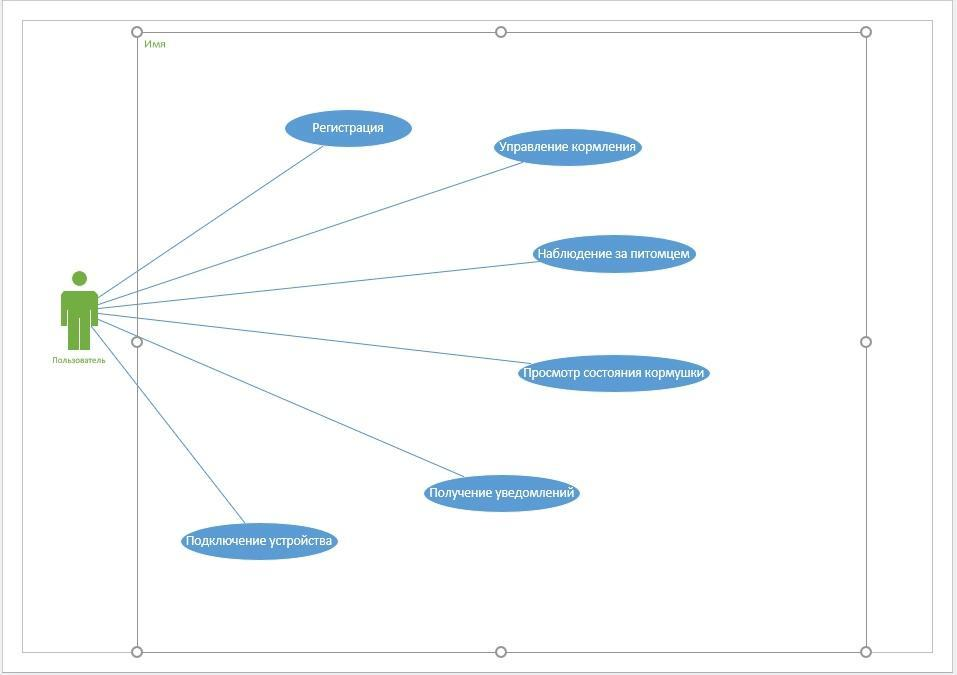 Имя
Регистрация
Управление кормления
Наблюдение за питомцем
Пользователь
Просмотр состояния кормушки
Получение уведомлений
Подключение устройства